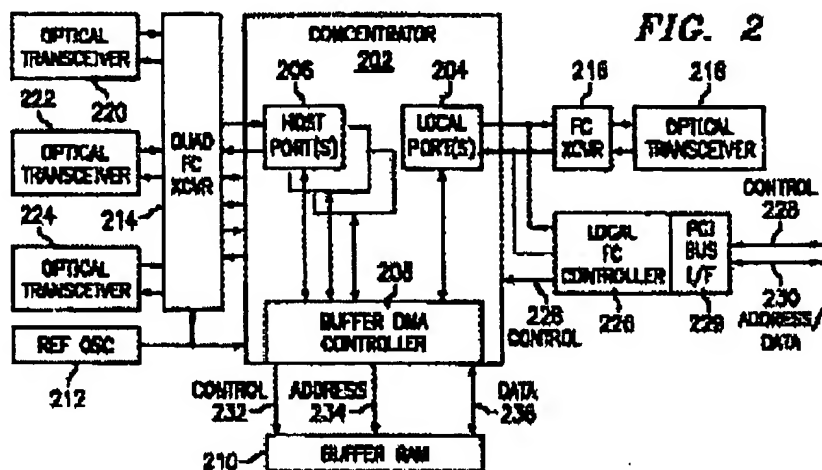 FIG. 2
OPTICAL
TRANSCEIVER
220
222
OPTICAL
TRANSCEIVER
224
OPTICAL
TRANSCEIVER
REF OSC
212
QUAD
FC
XCVR
214
CONCENTRATOR
202
206
HOST
PORT(S)
204
LOCAL
PORT(S)
208
BUFFER DMA
CONTROLLER
216
FC
XCVR
218
OPTICAL
TRANSCEIVER
LOCAL
FC
CONTROLLER
226
PCI
BUS
I/F
229
CONTROL
228
230
ADDRESS/
DATA
228
CONTROL
CONTROL
232
ADDRESS
234
DATA
236
210
BUFFER RAM